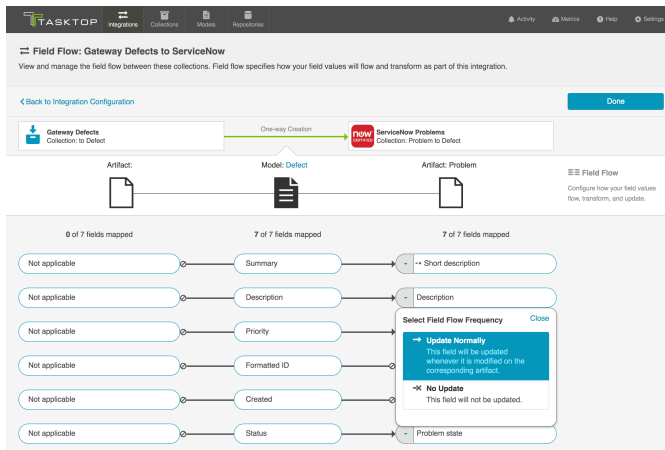 TASKTOP
Integrations
Collections
Models
Repositories
Activity
Metrics
Help
Settings
Field Flow: Gateway Defects to ServiceNow
View and manage the field flow between these collections. Field flow specifies how your field values will flow and transform as part of this integration.
Back to Integration Configuration
Done
Gateway Defects
Collection: to Defect
One-way Creation
now
CERTIFIED
ServiceNow Problems
Collection: Problem to Defect
Artifact:
Model: Defect
Artifact: Problem
Field Flow
Configure how your field values
flow, transform, and update.
0 of 7 fields mapped
7 of 7 fields mapped
7 of 7 fields mapped
Not applicable
Summary
Short description
Not applicable
Description
Description
Select Field Flow Frequency
Close
Not applicable
Priority
Update Normally
This field will be updated
whenever it is modified on the
corresponding artifact.
Not applicable
Formatted ID
No Update
This field will not be updated.
Not applicable
Created
Not applicable
Status
Problem state